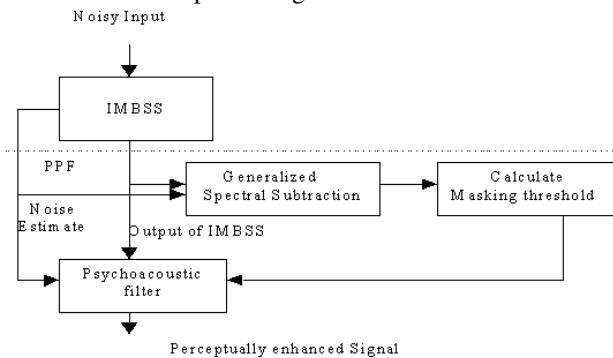 Noisy Input
IMBSS
PPF
Generalized
Spectral Subtraction
Calculate
Masking threshold
Noise
Estimate
Output of IMBSS
Psychoacoustic
filter
Perceptually enhanced Signal